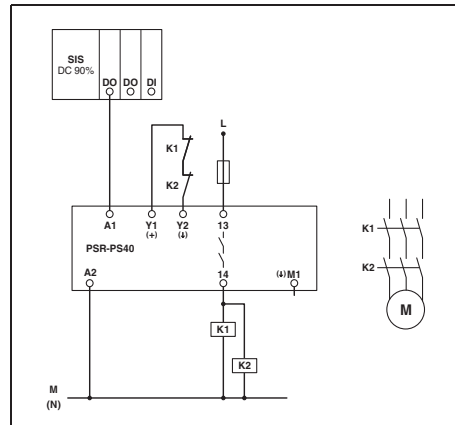 SIS
DC 90%
DO DO DI
L
K1
K2
A1 Y1 Y2 13
(+) (↓)
PSR-PS40
A2 14 (↓) M1
K1
K2
M
(N)
K1
K2
M